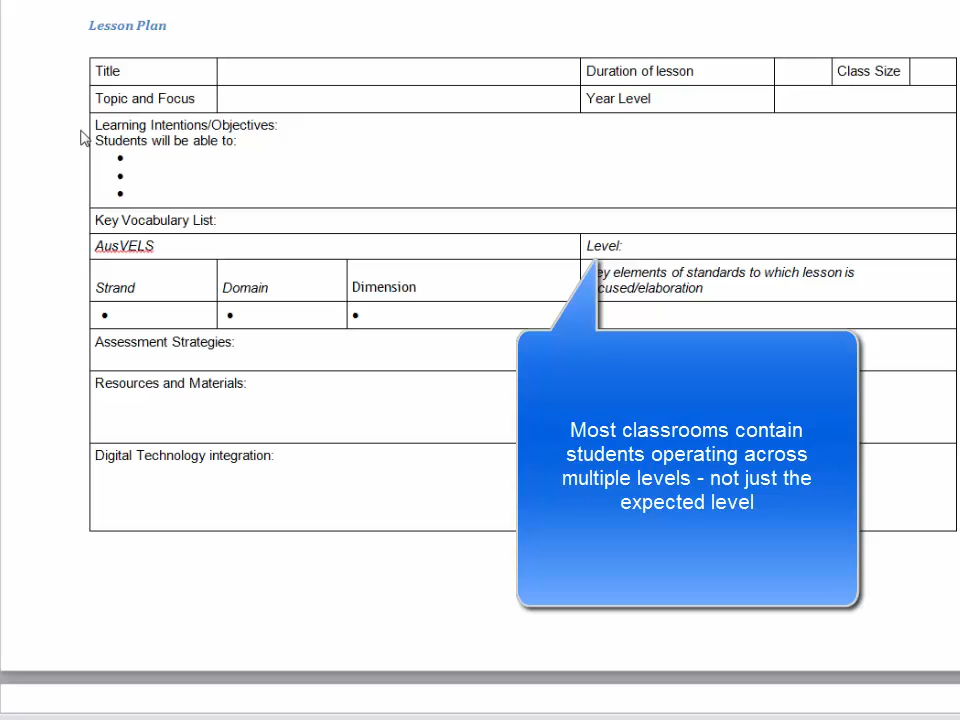 Lesson Plan
Title
Duration of lesson
Class Size
Topic and Focus
Year Level
Learning Intentions/Objectives:
Students will be able to:
Key Vocabulary List:
AusVELS
Level:
Strand
Domain
Dimension
elements of standards to which lesson is
Assessment Strategies:
Resources and Materials:
Digital Technology integration:
Most classrooms contain
students operating across
multiple levels - not just the
expected level